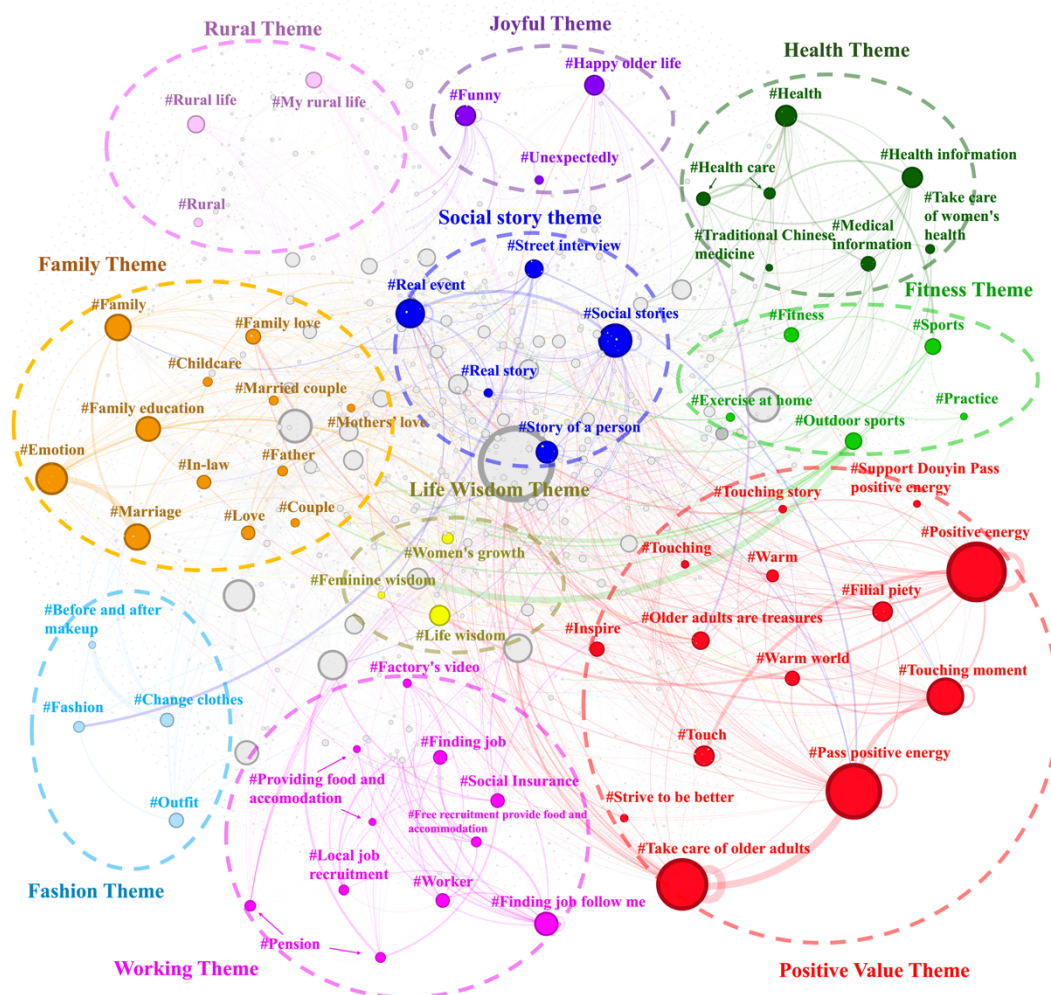 Rural Theme
#Rural life
#My rural life
#Rural
Joyful Theme
#Happy older life
#Funny
#Unexpectedly
Health Theme
#Health
#Health information
#Health care
#Take care
of women's
health
#Traditional Chinese
medicine
#Medical
information
Social story theme
#Street interview
#Real event
#Social stories
#Real story
#Story of a person
Family Theme
#Family
#Family love
#Childcare
#Married couple
#Family education
#Mothers' love
#Emotion
#In-law
#Father
#Marriage
#Love
#Couple
Fitness Theme
#Fitness
#Sports
#Exercise at home
#Practice
#Outdoor sports
Life Wisdom Theme
#Women's growth
#Feminine wisdom
#Life wisdom
#Support Douyin Pass
positive energy
#Touching story
#Positive energy
#Touching
#Warm
#Filial piety
#Older adults are treasures
#Inspire
#Warm world
#Touching moment
#Touch
#Pass positive energy
#Strive to be better
#Take care of older adults
Positive Value Theme
#Before and after
makeup
#Change clothes
#Fashion
#Outfit
Fashion Theme
#Factory's video
#Finding job
#Providing food and
accomodation
#Social Insurance
#Free recruitment provide food and
accommodation
#Local job
recruitment
#Worker
#Finding job follow me
#Pension
Working Theme